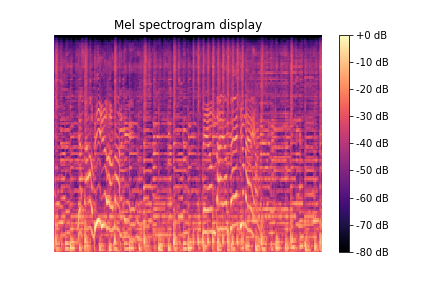 Mel spectrogram display
+0 dB
-10 dB
-20 dB
-30 dB
-40 dB
-50 dB
-60 dB
-70 dB
-80 dB